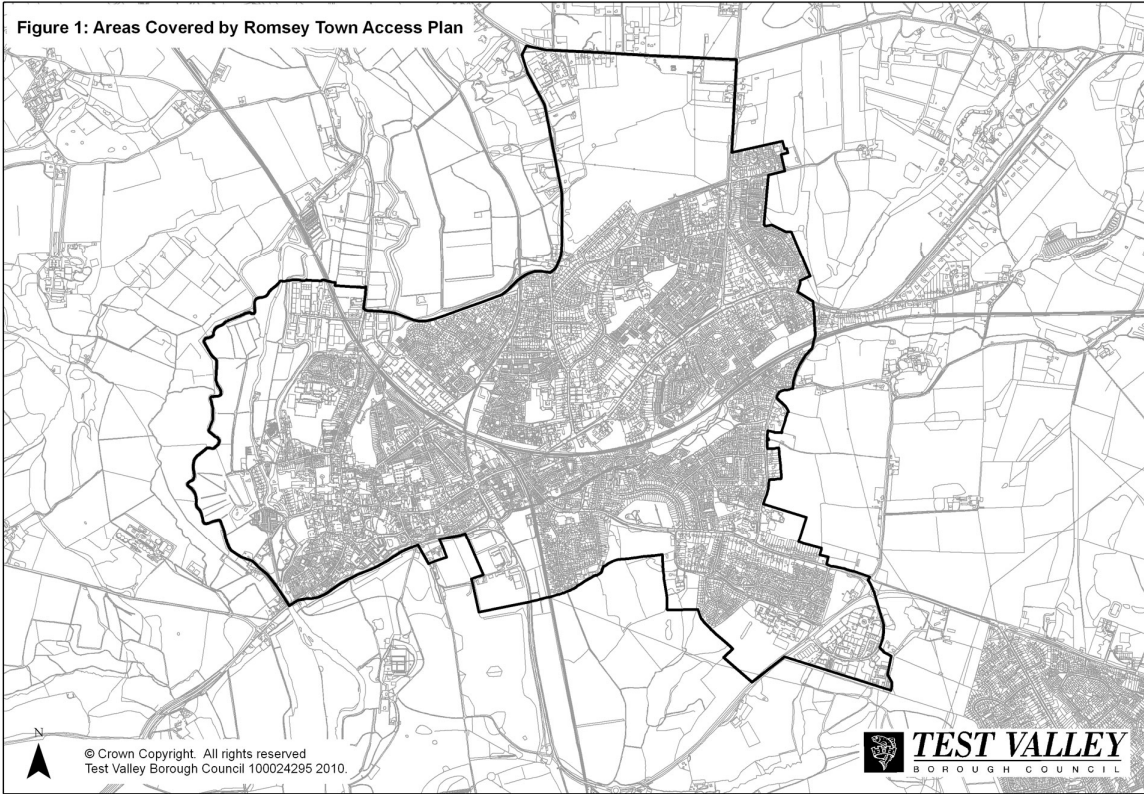 Figure 1: Areas Covered by Romsey Town Access Plan
N
© Crown Copyright. All rights reserved
Test Valley Borough Council 100024295 2010.
TEST VALLEY
BOROUGH COUNCIL